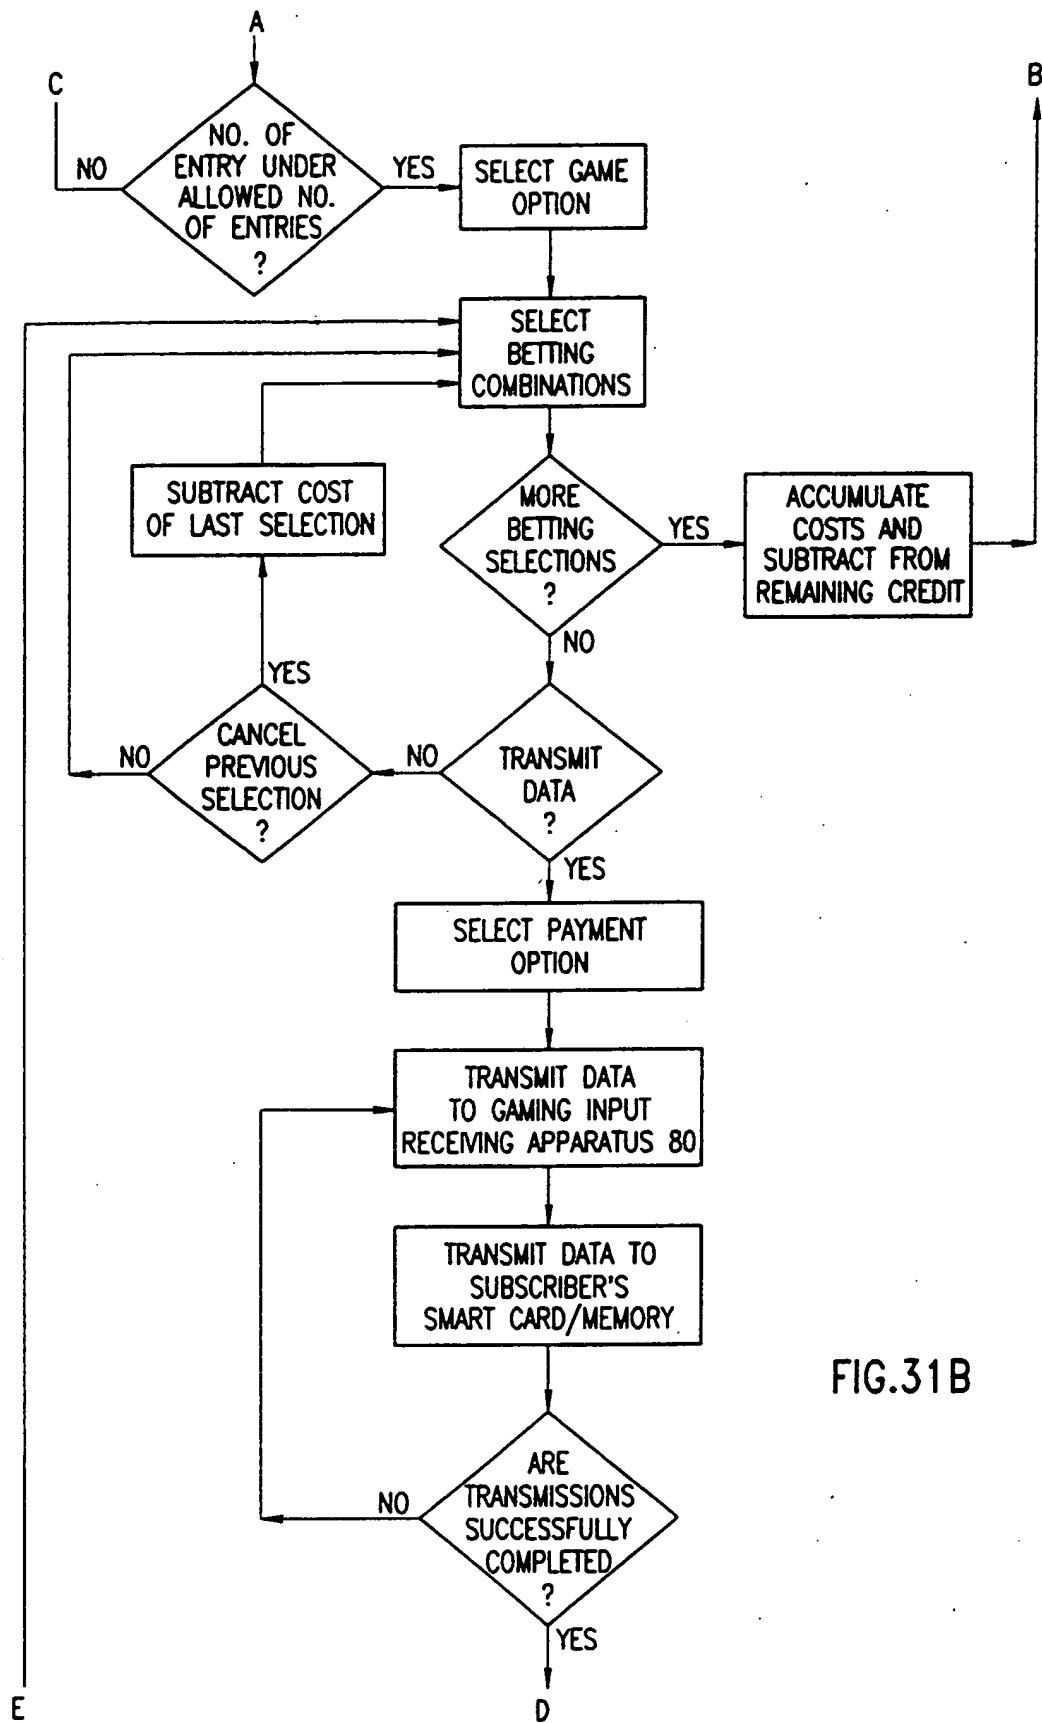 A
C
B
NO. OF
ENTRY UNDER
ALLOWED NO.
OF ENTRIES
?
NO
YES
SELECT GAME
OPTION
SELECT
BETTING
COMBINATIONS
SUBTRACT COST
OF LAST SELECTION
MORE
BETTING
SELECTIONS
?
YES
ACCUMULATE
COSTS AND
SUBTRACT FROM
REMAINING CREDIT
NO
YES
CANCEL
PREVIOUS
SELECTION
?
NO
NO
TRANSMIT
DATA
?
YES
SELECT PAYMENT
OPTION
TRANSMIT DATA
TO GAMING INPUT
RECEIVING APPARATUS 80
TRANSMIT DATA TO
SUBSCRIBER'S
SMART CARD/MEMORY
FIG.31B
ARE
TRANSMISSIONS
SUCCESSFULLY
COMPLETED
?
NO
YES
E
D